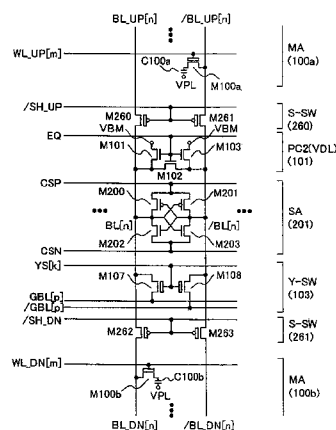 BL_UP[n] /BL_UP[n]
WL_UP[m]
C100a
VPL
M100a
MA
(100a)
/SH_UP
M260
M261
S-SW
(260)
EQ
VBM
VBM
M101
M103
M102
PC2(VDL)
(101)
CSP
M200
M201
BL[n]
/BL[n]
M202
M203
SA
(201)
CSN
YS[k]
M107
M108
Y-SW
(103)
GBL[p]
/GBL[p]
/SH_DN
M262
M263
S-SW
(261)
WL_DN[m]
C100b
M100b
VPL
MA
(100b)
BL_DN[n] /BL_DN[n]